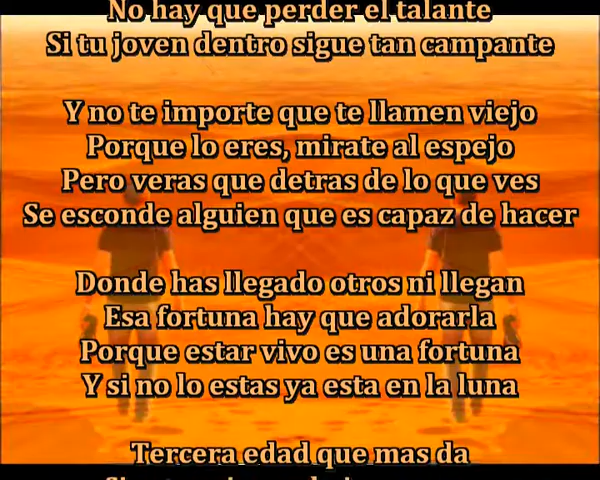 No hay que perder el talante
Si tu joven dentro sigue tan campante
Y no te importe que te llamen viejo
Porque lo eres, mirate al espejo
Pero veras que detras de lo que ves
Se esconde alguien que es capaz de hacer
Donde has llegado otros ni llegan
Esa fortuna hay que adorarla
Porque estar vivo es una fortuna
Y si no lo estas ya esta en la luna
Tercera edad que mas da